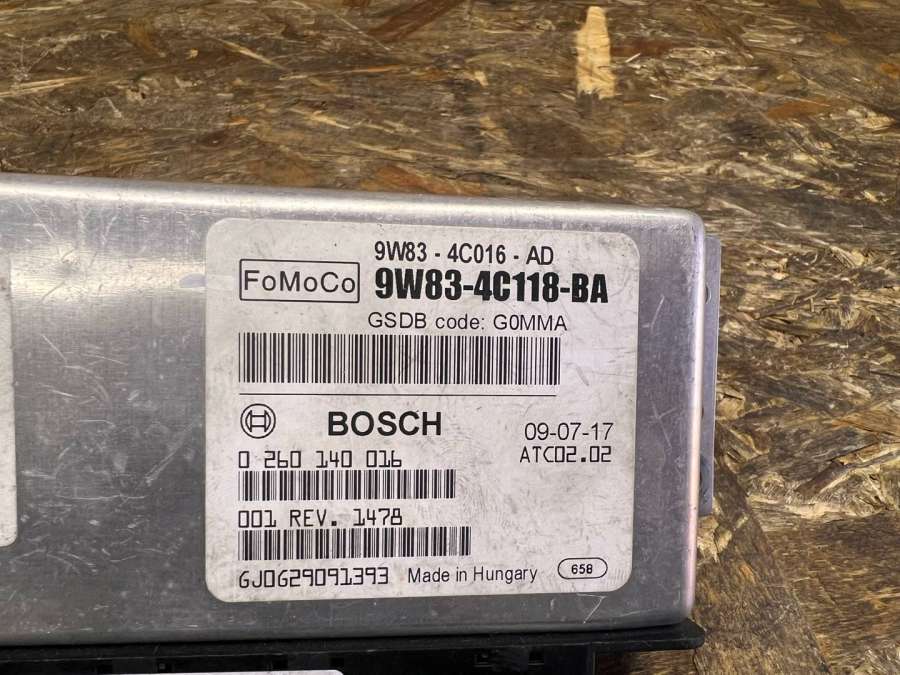 9W83 - 4C016 - AD
FoMoCo
9W83-4C118-BA
GSDB code: G0MMA
BOSCH
09-07-17
0 260 140 016
ATC02.02
001 REV. 1478
6J0629091393 Made in Hungary
658